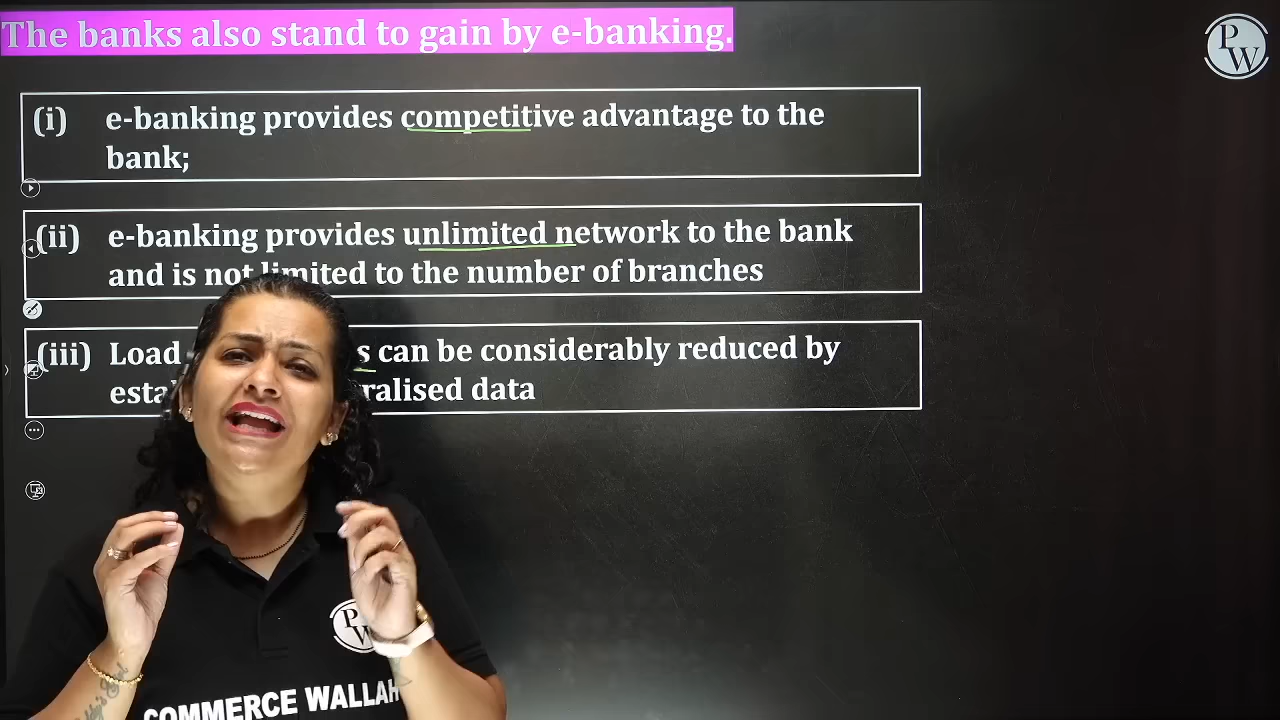 The banks also stand to gain by e-banking.
P
W
(i) e-banking provides competitive advantage to the
bank;
(ii) e-banking provides unlimited network to the bank
and is not limited to the number of branches
(iii) Load s can be considerably reduced by
esta ralised data
P
W
COMMERCE WALLAH